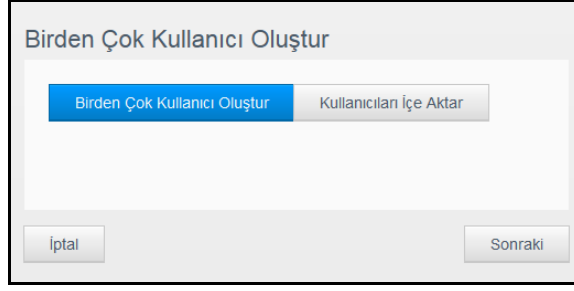 Birden Çok Kullanıcı Oluştur
Birden Çok Kullanıcı Oluştur Kullanıcıları İçe Aktar
İptal Sonraki